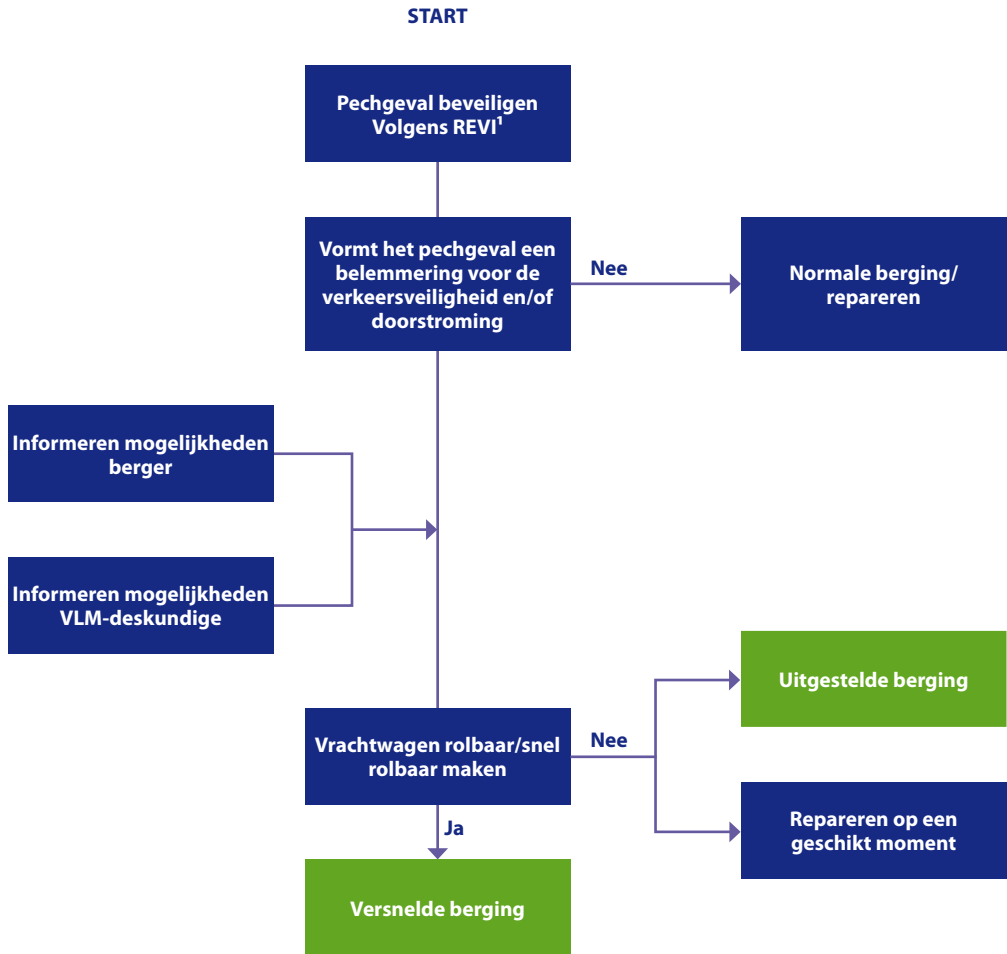 START
Pechgeval beveiligen
Volgens REVI¹
Vormt het pechgeval een
belemmering voor de
verkeersveiligheid en/of
doorstroming
Nee
Normale berging/
repareren
Informeren mogelijkheden
berger
Informeren mogelijkheden
VLM-deskundige
Vrachtwagen rolbaar/snel
rolbaar maken
Nee
Uitgestelde berging
Repareren op een
geschikt moment
Ja
Versnelde berging